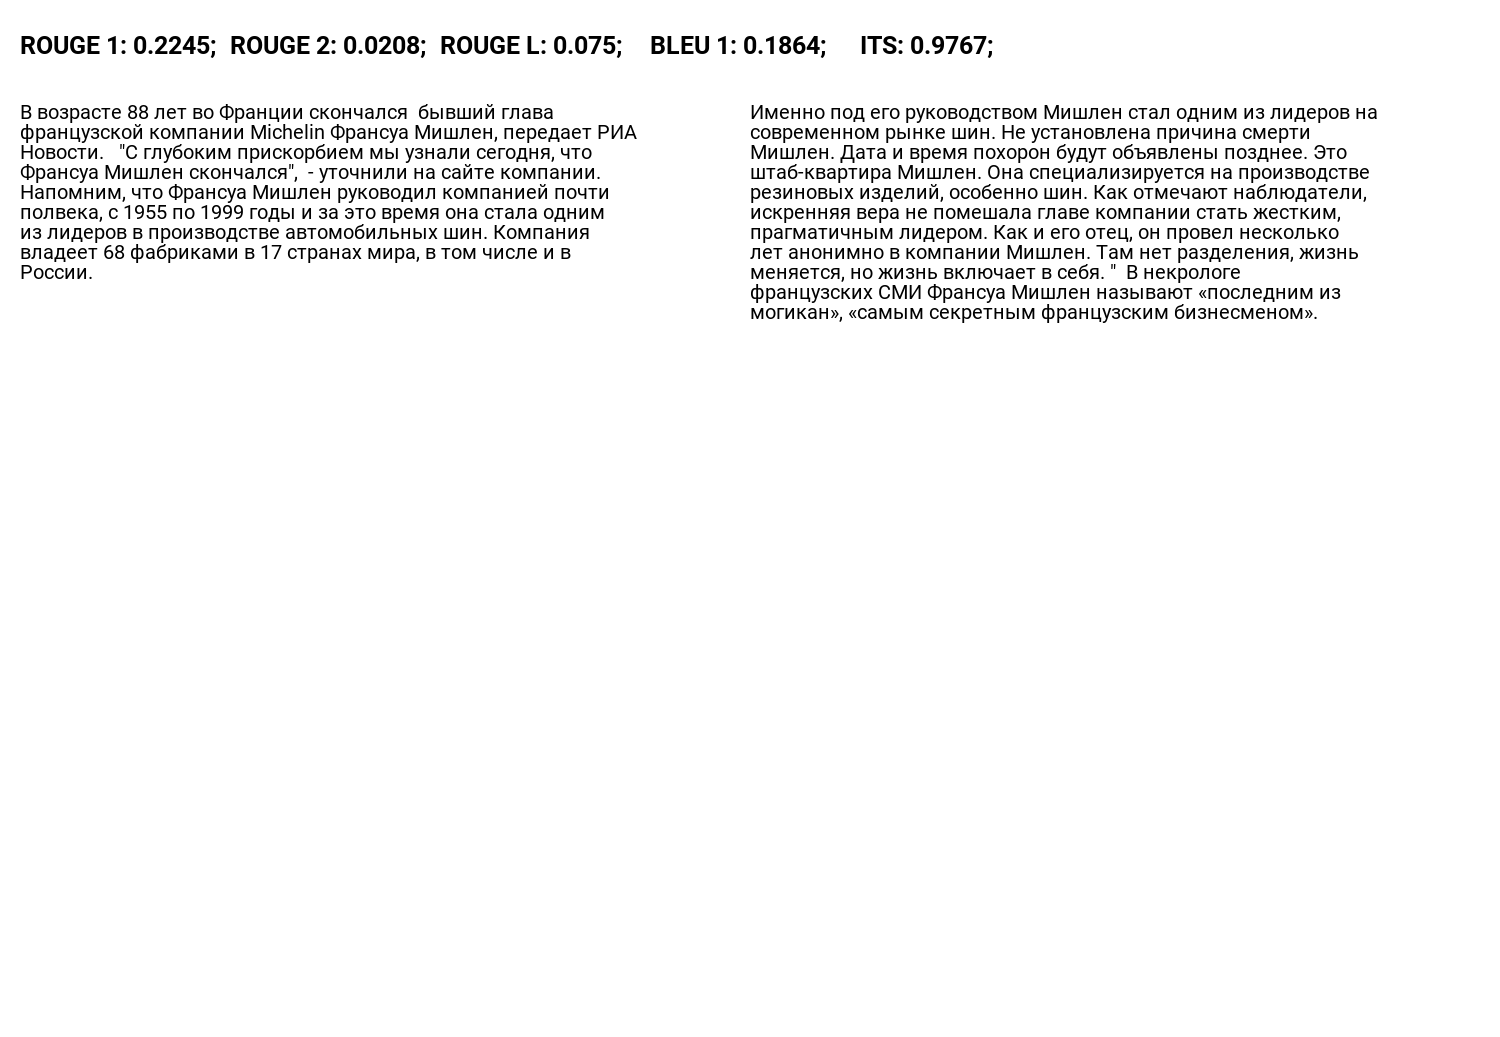 ROUGE 1: 0.2245;  ROUGE 2: 0.0208;  ROUGE L: 0.075;    BLEU 1: 0.1864;     ITS: 0.9767;
В возрасте 88 лет во Франции скончался  бывший глава
французской компании Michelin Франсуа Мишлен, передает РИА
Новости.   "С глубоким прискорбием мы узнали сегодня, что
Франсуа Мишлен скончался",  - уточнили на сайте компании.
Напомним, что Франсуа Мишлен руководил компанией почти
полвека, с 1955 по 1999 годы и за это время она стала одним
из лидеров в производстве автомобильных шин. Компания
владеет 68 фабриками в 17 странах мира, в том числе и в
России.
Именно под его руководством Мишлен стал одним из лидеров на
современном рынке шин. Не установлена причина смерти
Мишлен. Дата и время похорон будут объявлены позднее. Это
штаб-квартира Мишлен. Она специализируется на производстве
резиновых изделий, особенно шин. Как отмечают наблюдатели,
искренняя вера не помешала главе компании стать жестким,
прагматичным лидером. Как и его отец, он провел несколько
лет анонимно в компании Мишлен. Там нет разделения, жизнь
меняется, но жизнь включает в себя. "  В некрологе
французских СМИ Франсуа Мишлен называют «последним из
могикан», «самым секретным французским бизнесменом».